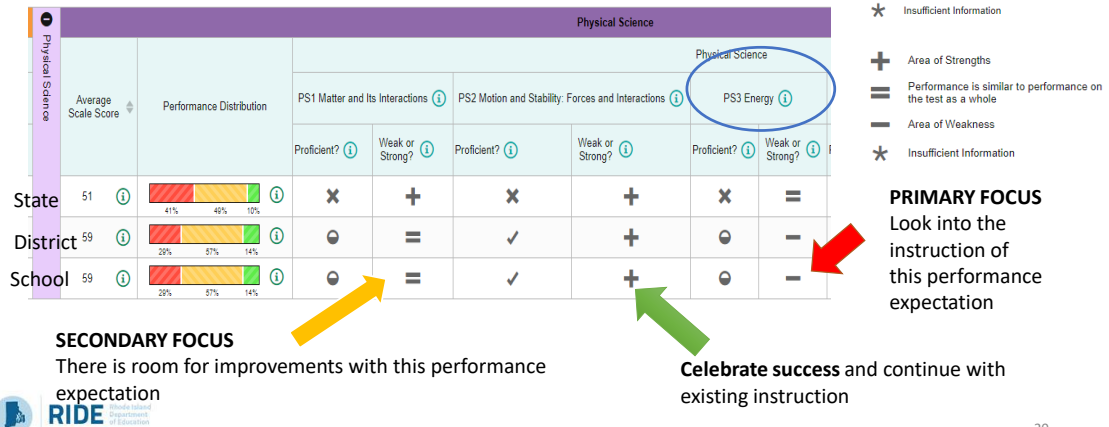 Physical Science
Insufficient Information
Physical Science
Physical Science
Area of Strengths
Performance is similar to performance on
the test as a whole
Area of Weakness
Insufficient Information
Average
Scale Score
Performance Distribution
PS1 Matter and Its Interactions
PS2 Motion and Stability: Forces and Interactions
PS3 Energy
Proficient?
Weak or
Strong?
Proficient?
Weak or
Strong?
Proficient?
Weak or
Strong?
State 51
41% 49% 10%
District 59
29% 57% 14%
School 59
29% 57% 14%
PRIMARY FOCUS
Look into the
instruction of
this performance
expectation
SECONDARY FOCUS
There is room for improvements with this performance
expectation
Celebrate success and continue with
existing instruction
RIDE
Rhode Island
Department
of Education